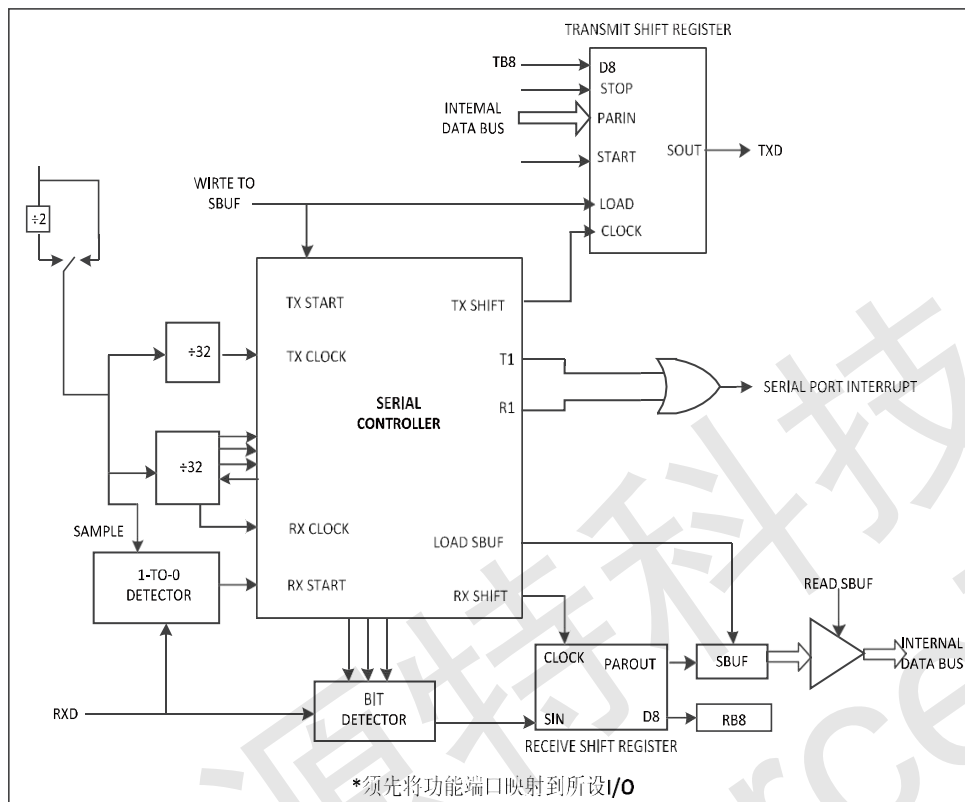 TRANSMIT SHIFT REGISTER
TB8
D8
STOP
INTEMAL
DATA BUS
PARIN
START
SOUT
TXD
WIRTE TO
SBUF
LOAD
CLOCK
÷2
TX START
TX SHIFT
÷32
TX CLOCK
T1
SERIAL PORT INTERRUPT
SERIAL
CONTROLLER
R1
÷32
SAMPLE
RX CLOCK
LOAD SBUF
1-TO-0
DETECTOR
RX START
RX SHIFT
READ SBUF
CLOCK
PAROUT
SBUF
INTERNAL
DATA BUS
RXD
BIT
DETECTOR
SIN
D8
RB8
RECEIVE SHIFT REGISTER
*须先将功能端口映射到所设I/O
源特科技